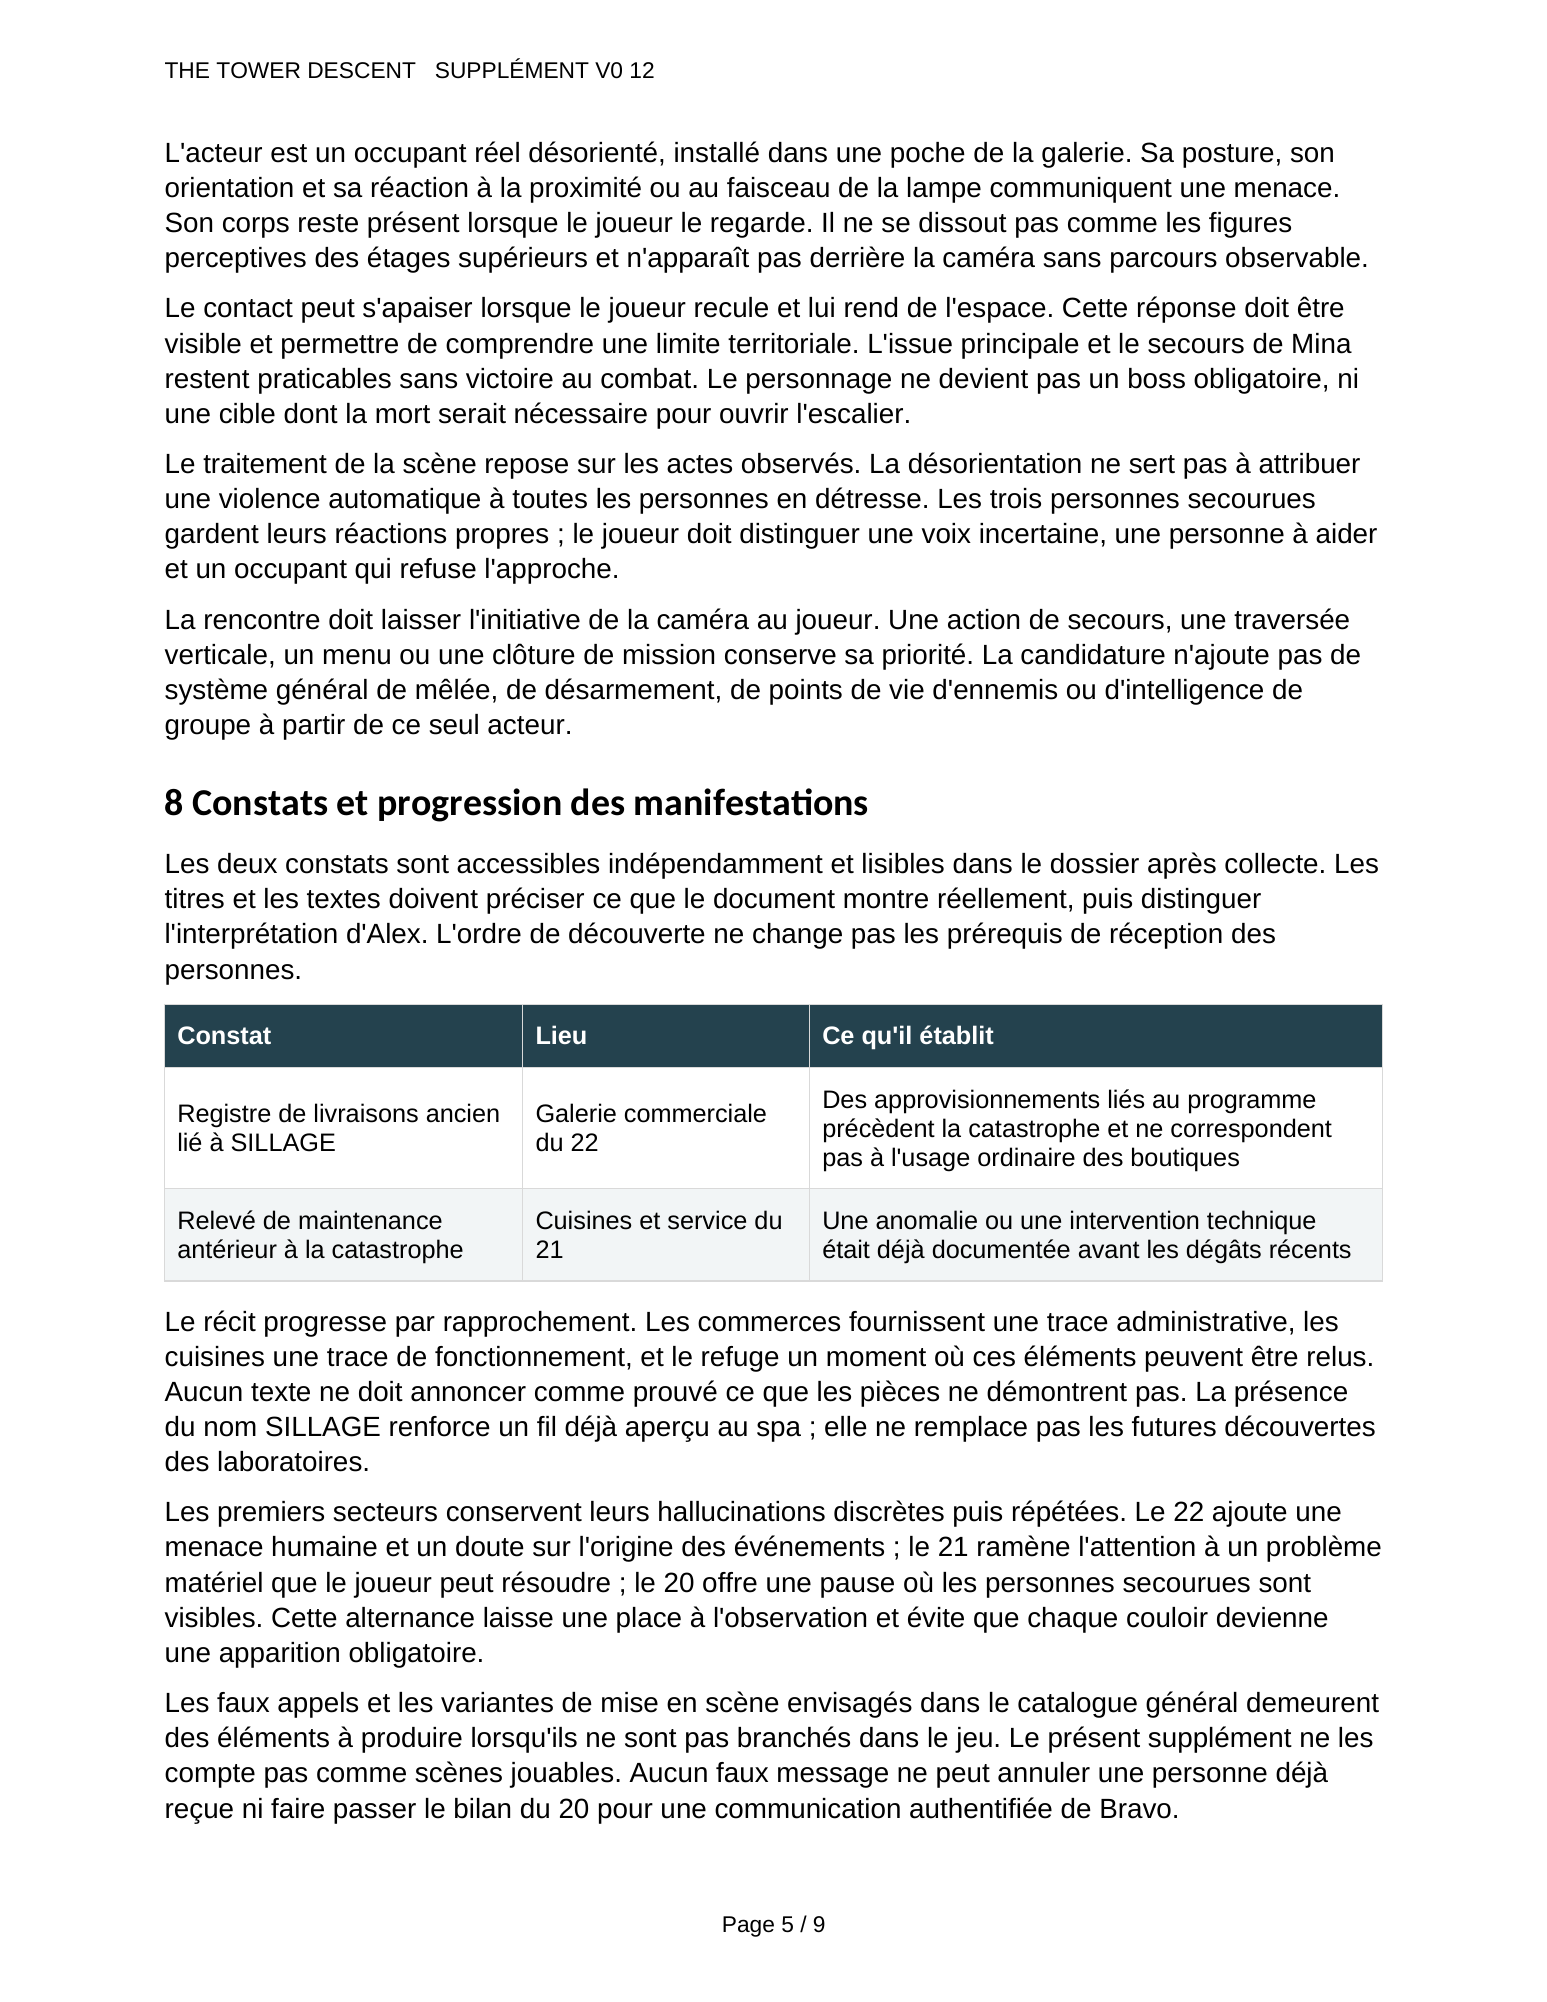 THE TOWER DESCENT SUPPLÉMENT V0 12
L'acteur est un occupant réel désorienté, installé dans une poche de la galerie. Sa posture, son
orientation et sa réaction à la proximité ou au faisceau de la lampe communiquent une menace.
Son corps reste présent lorsque le joueur le regarde. Il ne se dissout pas comme les figures
perceptives des étages supérieurs et n'apparaît pas derrière la caméra sans parcours observable.
Le contact peut s'apaiser lorsque le joueur recule et lui rend de l'espace. Cette réponse doit être
visible et permettre de comprendre une limite territoriale. L'issue principale et le secours de Mina
restent praticables sans victoire au combat. Le personnage ne devient pas un boss obligatoire, ni
une cible dont la mort serait nécessaire pour ouvrir l'escalier.
Le traitement de la scène repose sur les actes observés. La désorientation ne sert pas à attribuer
une violence automatique à toutes les personnes en détresse. Les trois personnes secourues
gardent leurs réactions propres ; le joueur doit distinguer une voix incertaine, une personne à aider
et un occupant qui refuse l'approche.
La rencontre doit laisser l'initiative de la caméra au joueur. Une action de secours, une traversée
verticale, un menu ou une clôture de mission conserve sa priorité. La candidature n'ajoute pas de
système général de mêlée, de désarmement, de points de vie d'ennemis ou d'intelligence de
groupe à partir de ce seul acteur.
8 Constats et progression des manifestations
Les deux constats sont accessibles indépendamment et lisibles dans le dossier après collecte. Les
titres et les textes doivent préciser ce que le document montre réellement, puis distinguer
l'interprétation d'Alex. L'ordre de découverte ne change pas les prérequis de réception des
personnes.
Constat Lieu Ce qu'il établit
Registre de livraisons ancien
lié à SILLAGE
Galerie commerciale
du 22
Des approvisionnements liés au programme
précèdent la catastrophe et ne correspondent
pas à l'usage ordinaire des boutiques
Relevé de maintenance
antérieur à la catastrophe
Cuisines et service du
21
Une anomalie ou une intervention technique
était déjà documentée avant les dégâts récents
Le récit progresse par rapprochement. Les commerces fournissent une trace administrative, les
cuisines une trace de fonctionnement, et le refuge un moment où ces éléments peuvent être relus.
Aucun texte ne doit annoncer comme prouvé ce que les pièces ne démontrent pas. La présence
du nom SILLAGE renforce un fil déjà aperçu au spa ; elle ne remplace pas les futures découvertes
des laboratoires.
Les premiers secteurs conservent leurs hallucinations discrètes puis répétées. Le 22 ajoute une
menace humaine et un doute sur l'origine des événements ; le 21 ramène l'attention à un problème
matériel que le joueur peut résoudre ; le 20 offre une pause où les personnes secourues sont
visibles. Cette alternance laisse une place à l'observation et évite que chaque couloir devienne
une apparition obligatoire.
Les faux appels et les variantes de mise en scène envisagés dans le catalogue général demeurent
des éléments à produire lorsqu'ils ne sont pas branchés dans le jeu. Le présent supplément ne les
compte pas comme scènes jouables. Aucun faux message ne peut annuler une personne déjà
reçue ni faire passer le bilan du 20 pour une communication authentifiée de Bravo.
Page 5 / 9